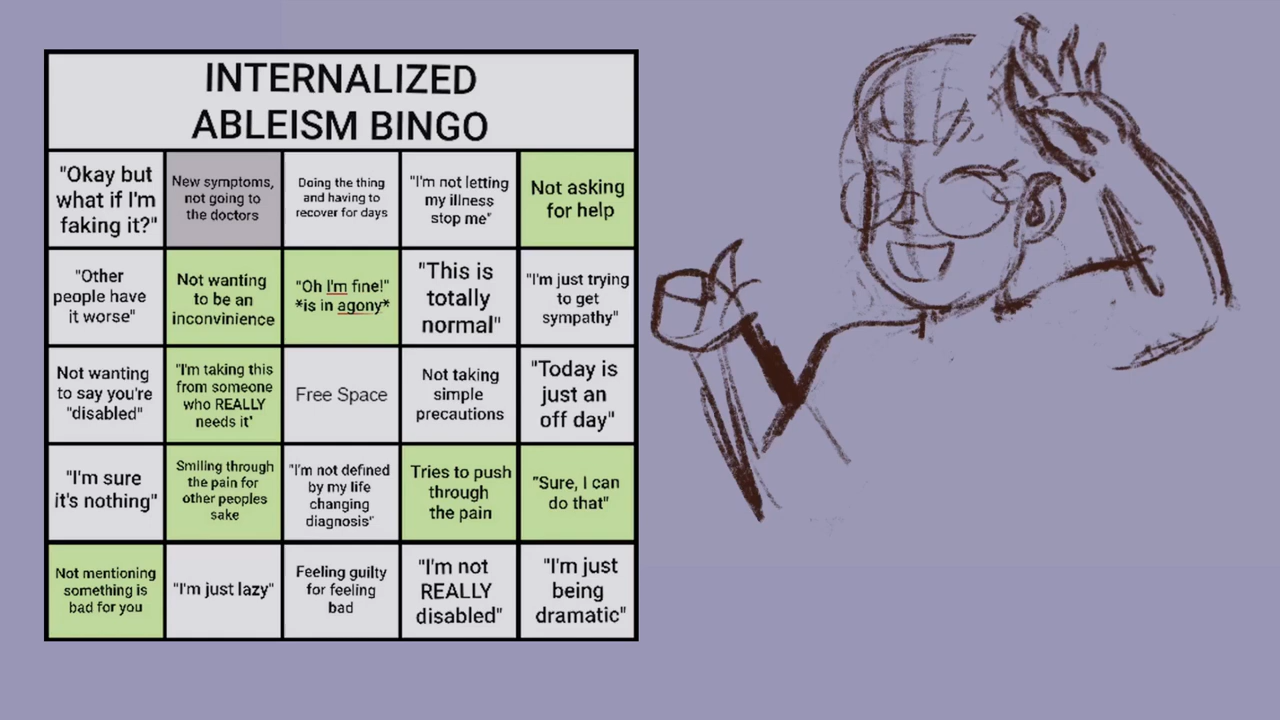 INTERNALIZED
ABLEISM BINGO
"Okay but
what if I'm
faking it?"
New symptoms,
not going to
the doctors
Doing the thing
and having to
recover for days
"I'm not letting
my illness
stop me"
Not asking
for help
"Other
people have
it worse"
Not wanting
to be an
inconvinience
"Oh I'm fine!"
*is in agony*
"This is
totally
normal"
"I'm just trying
to get
sympathy"
Not wanting
to say you're
"disabled"
"I'm taking this
from someone
who REALLY
needs it"
Free Space
Not taking
simple
precautions
"Today is
just an
off day"
"I'm sure
it's nothing"
Smiling through
the pain for
other peoples
sake
"I'm not defined
by my life
changing
diagnosis"
Tries to push
through
the pain
"Sure, I can
do that"
Not mentioning
something is
bad for you
"I'm just lazy"
Feeling guilty
for feeling
bad
"I'm not
REALLY
disabled"
"I'm just
being
dramatic"